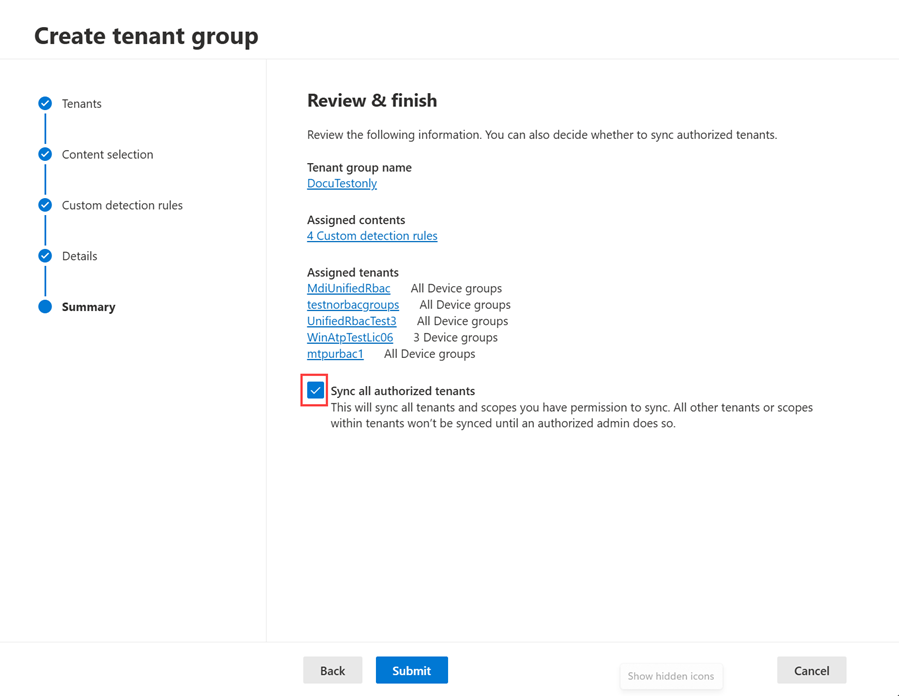 Create tenant group
Tenants
Content selection
Custom detection rules
Details
Summary
Review & finish
Review the following information. You can also decide whether to sync authorized tenants.
Tenant group name
DocuTestonly
Assigned contents
4 Custom detection rules
Assigned tenants
MdiUnifiedRbac All Device groups
testnorbacgroups All Device groups
UnifiedRbacTest3 All Device groups
WinAtpTestLic06 3 Device groups
mtpurbac1 All Device groups
Sync all authorized tenants
This will sync all tenants and scopes you have permission to sync. All other tenants or scopes
within tenants won't be synced until an authorized admin does so.
Back
Submit
Show hidden icons
Cancel